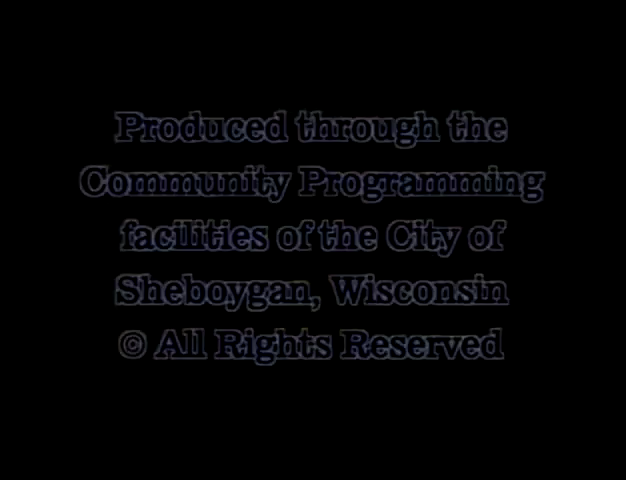 Produced through the
Community Programming
facilities of the City of
Sheboygan, Wisconsin
© All Rights Reserved